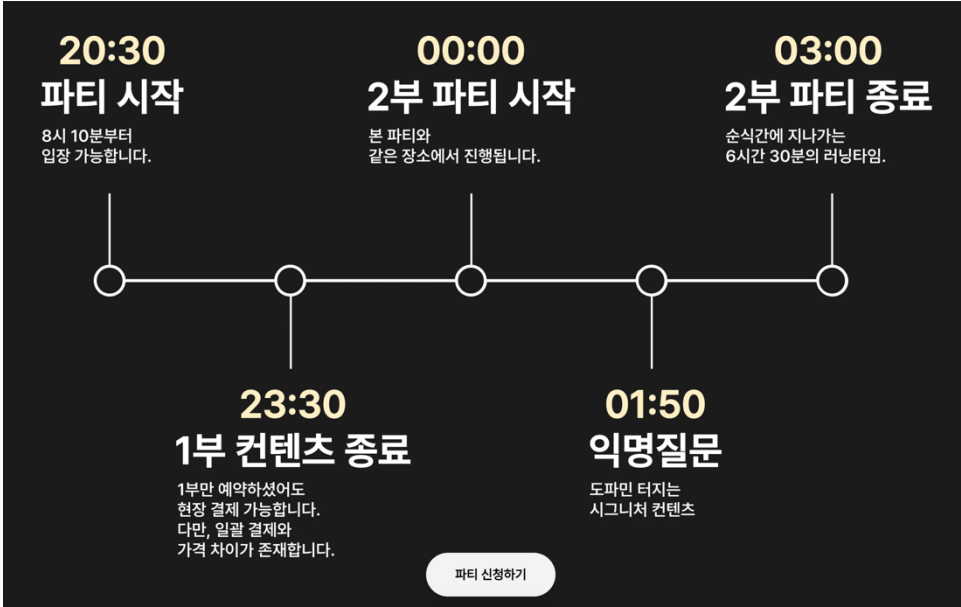 20:30
파티 시작
8시 10분부터
입장 가능합니다.
23:30
1부 컨텐츠 종료
1부만 예약하셨어도
현장 결제 가능합니다.
다만, 일괄 결제와
가격 차이가 존재합니다.
00:00
2부 파티 시작
본 파티와
같은 장소에서 진행됩니다.
01:50
익명질문
도파민 터지는
시그니처 컨텐츠
03:00
2부 파티 종료
순식간에 지나가는
6시간 30분의 러닝타임.
파티 신청하기